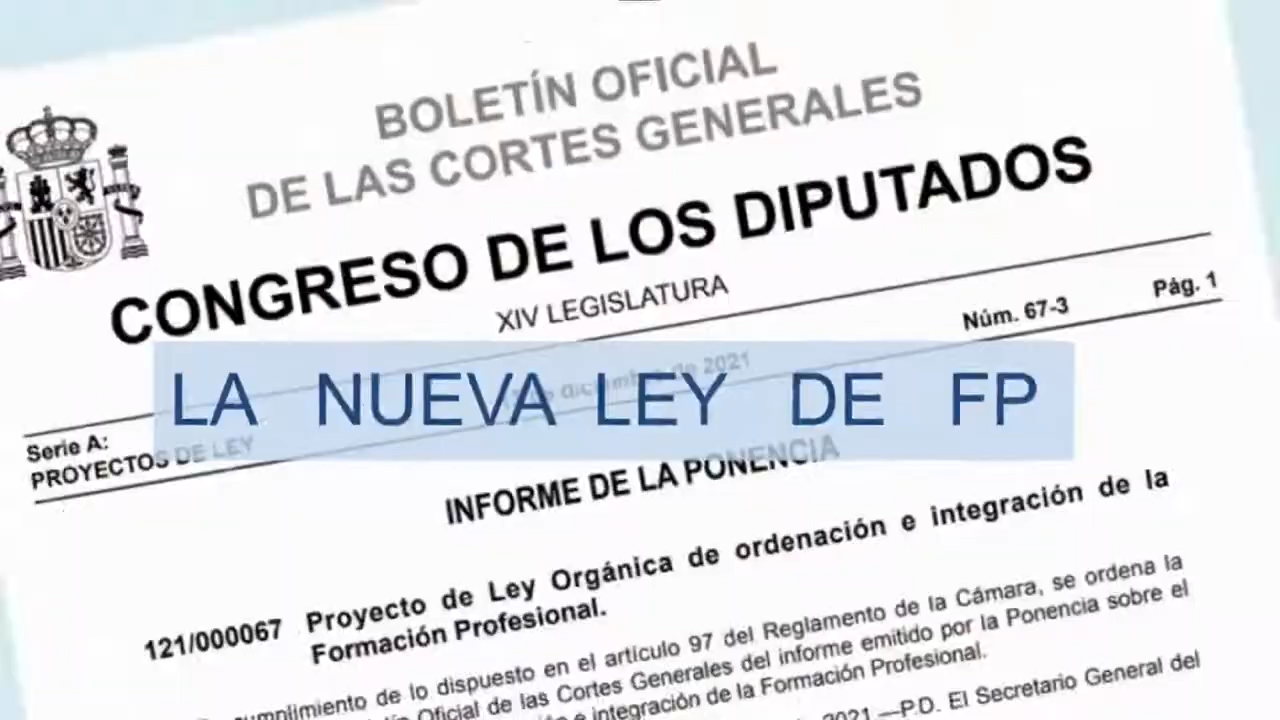 BOLETÍN OFICIAL
DE LAS CORTES GENERALES
CONGRESO DE LOS DIPUTADOS
XIV LEGISLATURA
Serie A:
PROYECTOS DE LEY
de diciembre de 2021
Núm. 67-3
Pág. 1
LA NUEVA LEY DE FP
INFORME DE LA PONENCIA
121/000067 Proyecto de Ley Orgánica de ordenación e integración de la
Formación Profesional.
de lo dispuesto en el artículo 97 del Reglamento de la Cámara, se ordena la
Oficial de las Cortes Generales del informe emitido por la Ponencia sobre el
e integración de la Formación Profesional.
2021.—P.D. El Secretario General del